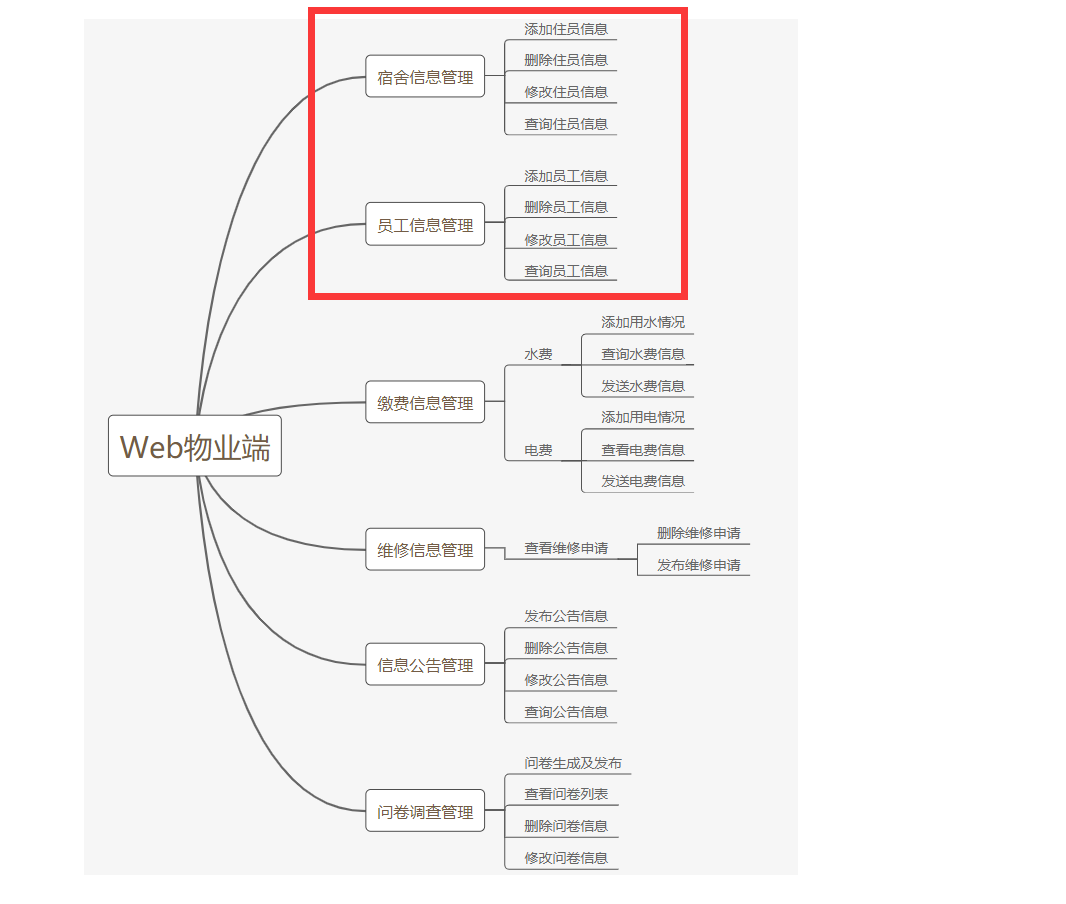 Web物业端
宿舍信息管理
添加住员信息
删除住员信息
修改住员信息
查询住员信息
员工信息管理
添加员工信息
删除员工信息
修改员工信息
查询员工信息
缴费信息管理
水费
添加用水情况
查询水费信息
发送水费信息
电费
添加用电情况
查看电费信息
发送电费信息
维修信息管理
查看维修申请
删除维修申请
发布维修申请
信息公告管理
发布公告信息
删除公告信息
修改公告信息
查询公告信息
问卷调查管理
问卷生成及发布
查看问卷列表
删除问卷信息
修改问卷信息